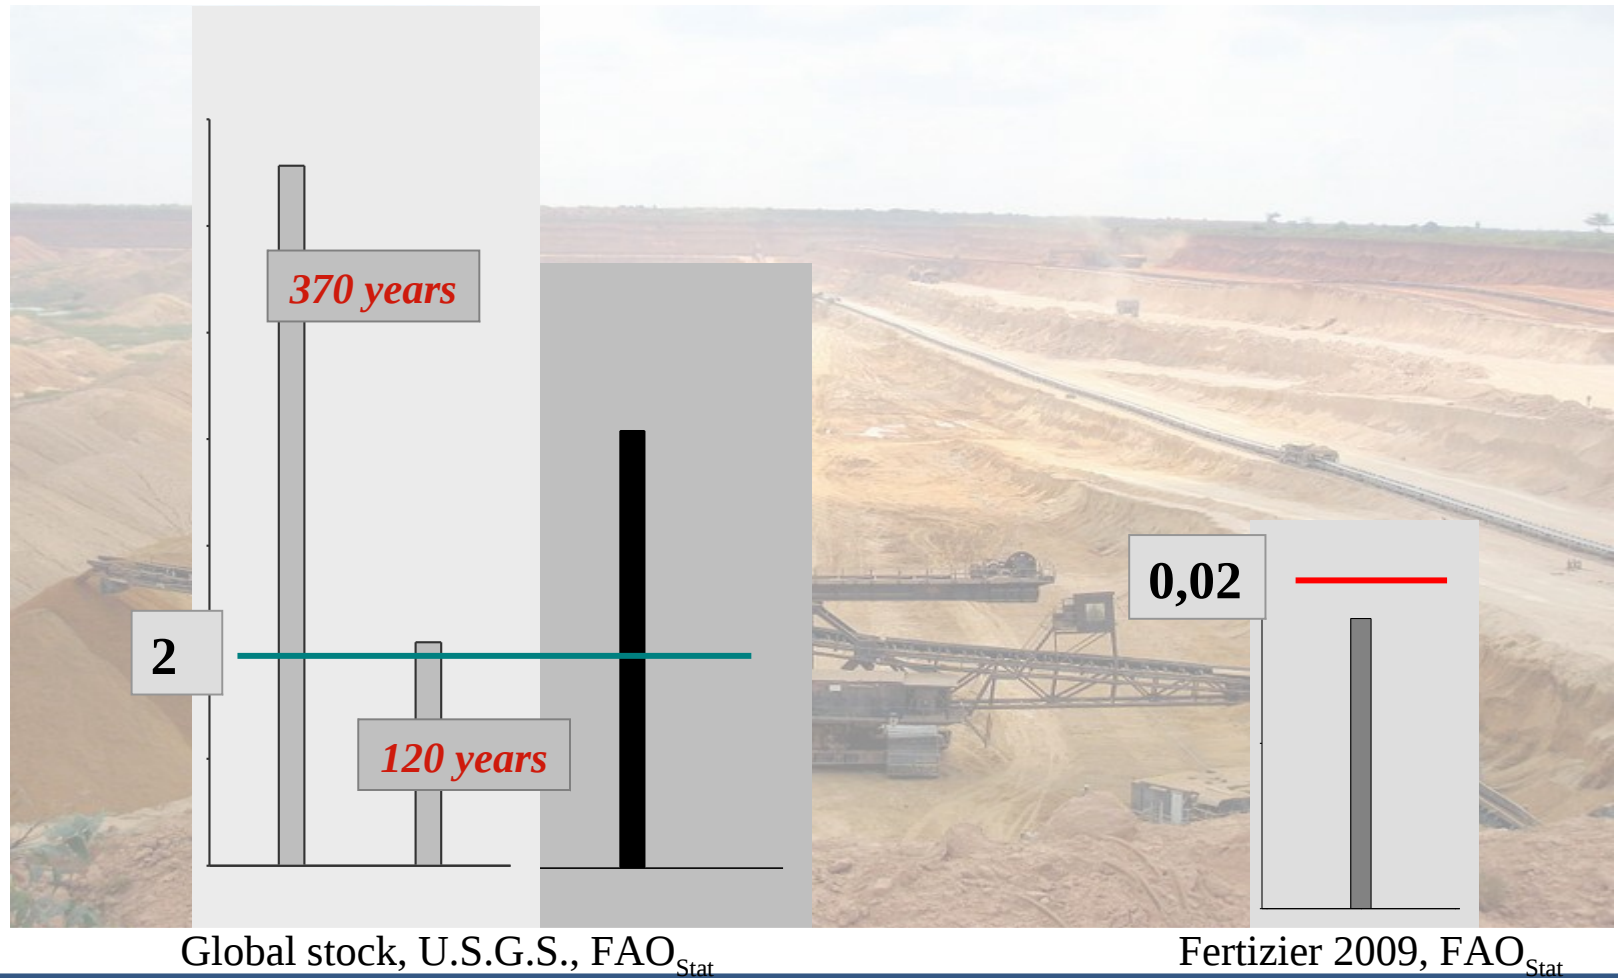 370 years
2
120 years
0,02
Global stock, U.S.G.S., FAOStat
Fertizier 2009, FAOStat